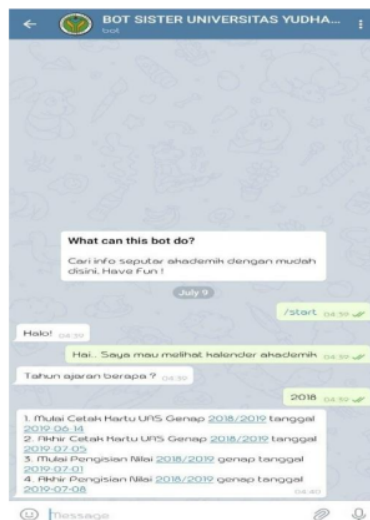 BOT SISTER UNIVERSITAS YUDHA...
bot
What can this bot do?
Cari info seputar akademik dengan mudah
disini, Have Fun !
July 9
/start 04:39
Halo! 04:39
Hai.. Saya mau melihat kalender akademik 04:39
Tahun ajaran berapa ? 04:39
2018 04:39
1. Mulai Cetak Kartu UAS Genap 2018/2019 tanggal
2019-06-14
2. Akhir Cetak Kartu UAS Genap 2018/2019 tanggal
2019-07-05
3. Mulai Pengisian Nilai 2018/2019 genap tanggal
2019-07-01
4. Akhir Pengisian Nilai 2018/2019 genap tanggal
2019-07-08
04:40
Message